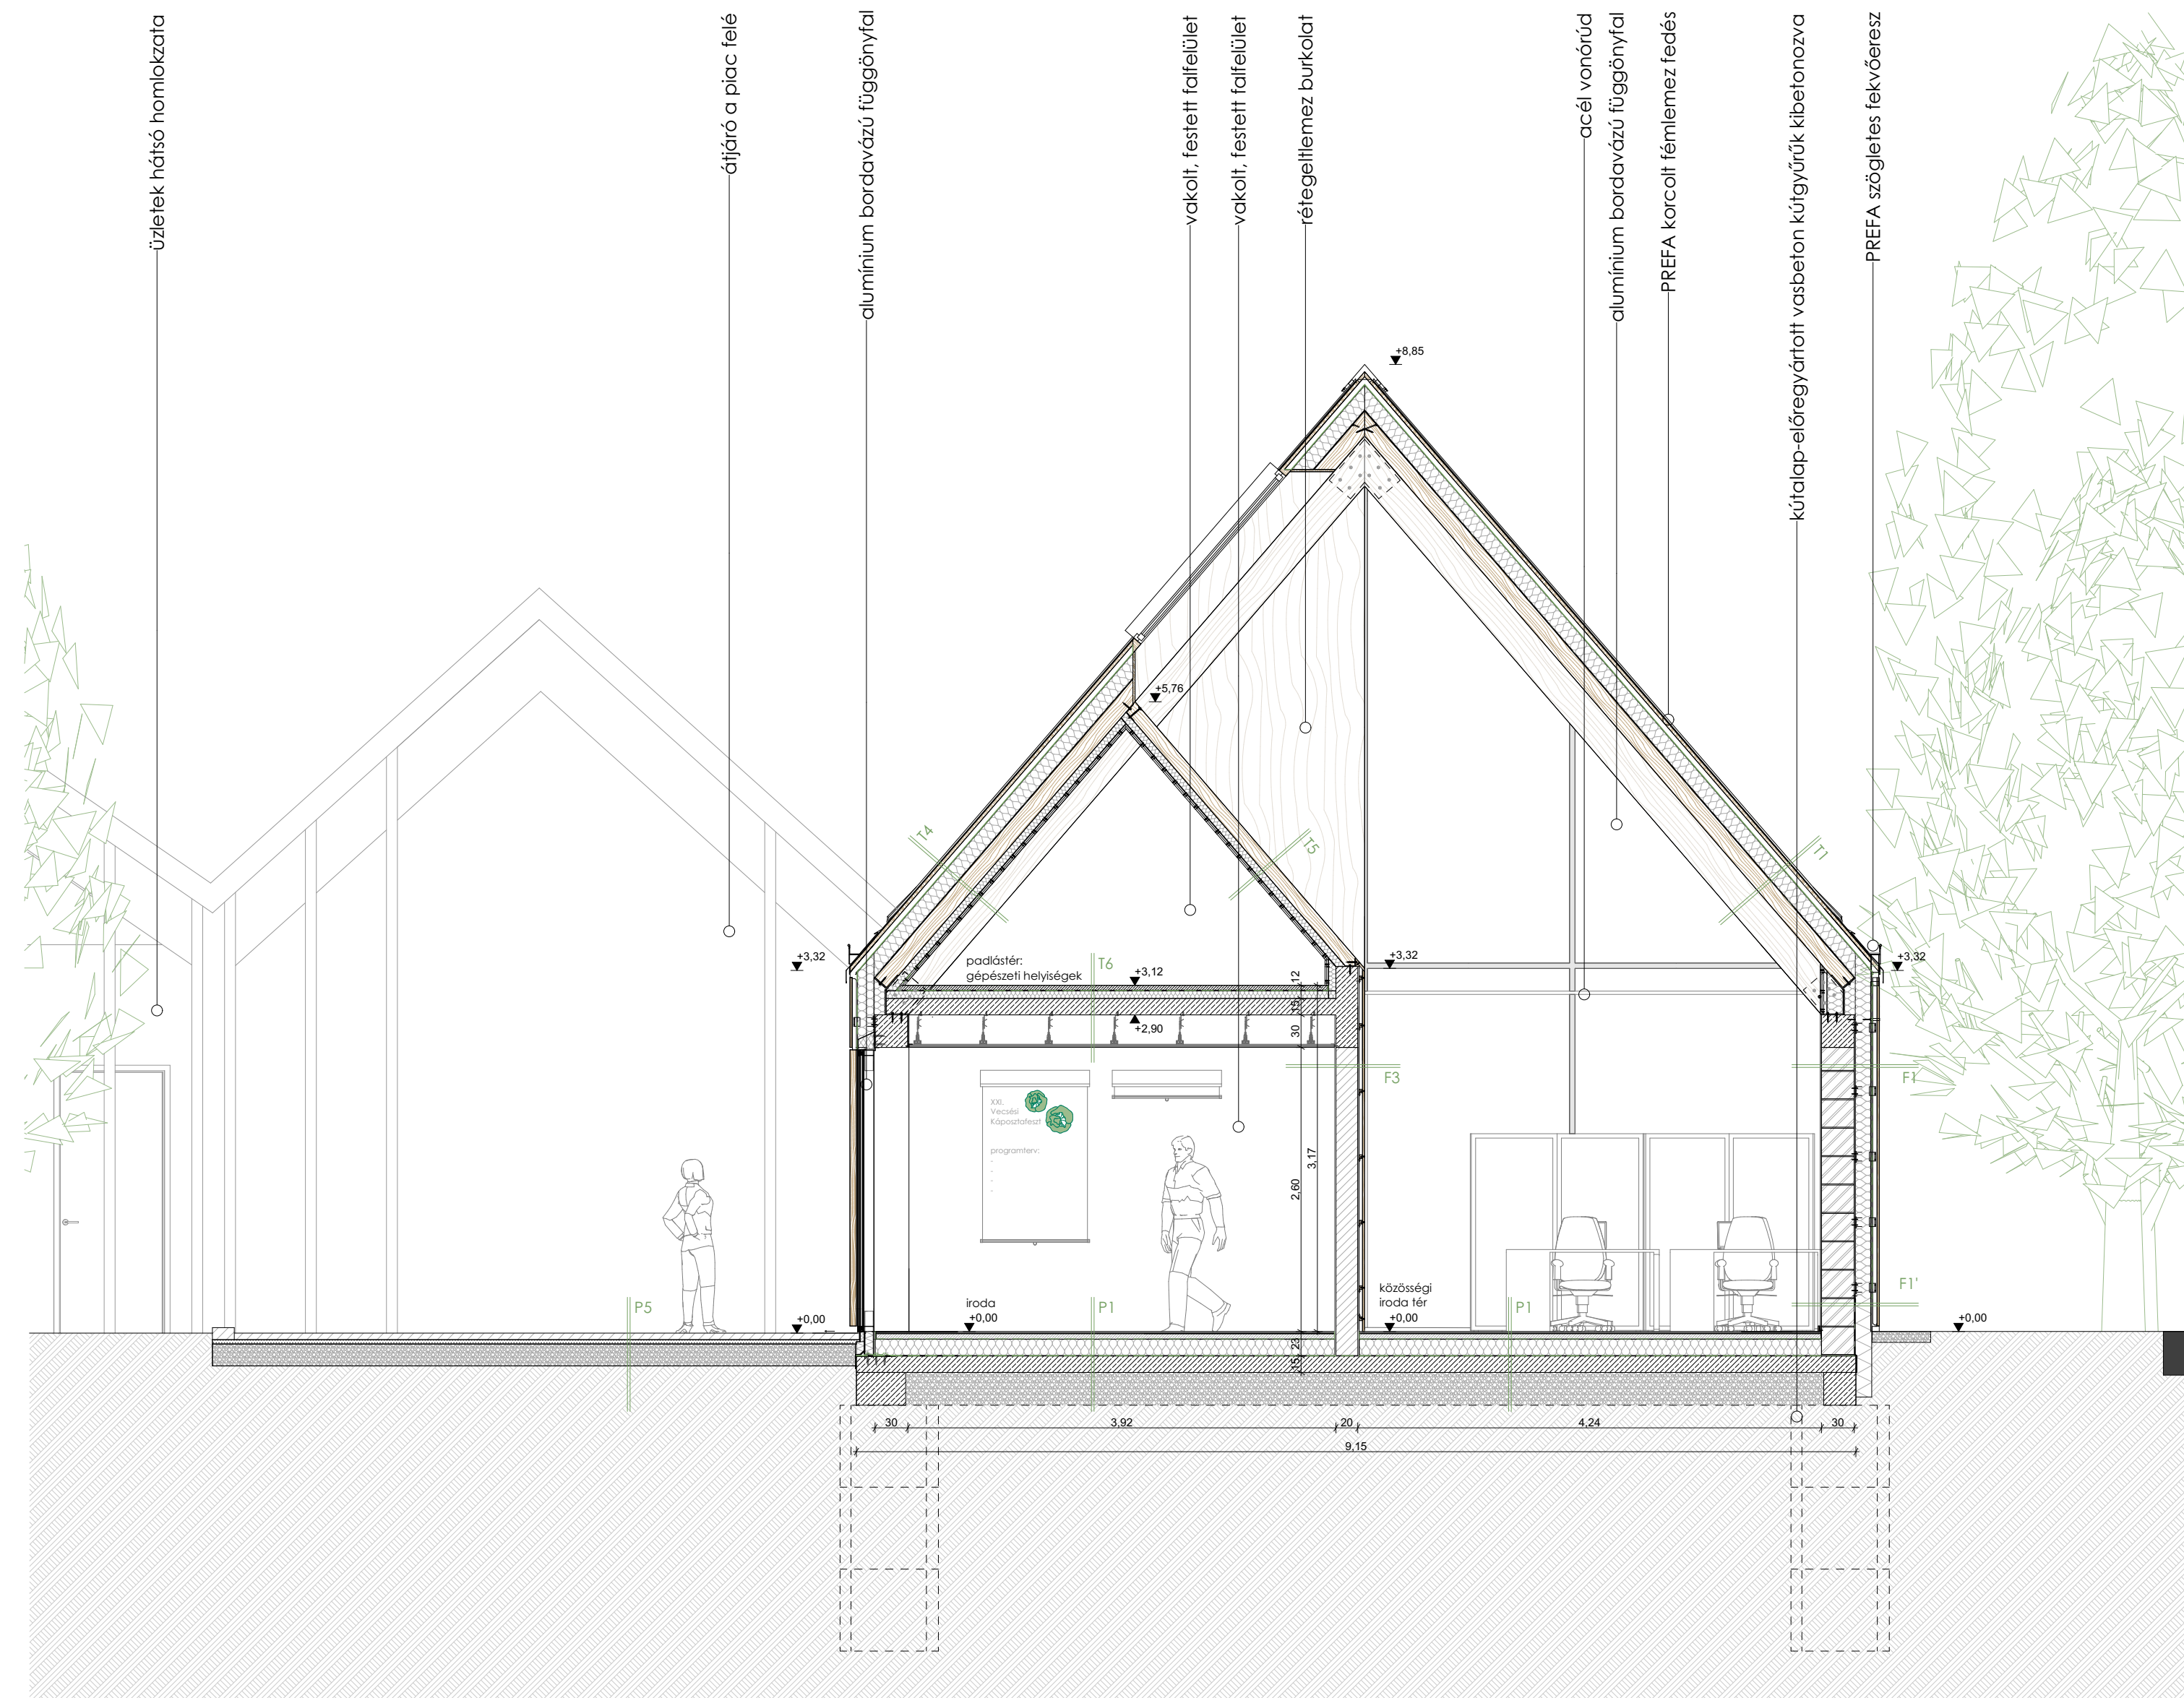 üzletek hátsó homlokzata
átjáró a piac felé
alumínium bordavázú függönyfal
vakolt, festett falfelület
vakolt, festett falfelület
rétegeltlemez burkolat
acél vonórúd
alumínium bordavázú függönyfal
PREFA korcolt fémlemez fedés
kútalap-előregyártott vasbeton kútgyűrűk kibetonozva
PREFA szögletes fekvőeresz
+8,85
+5,76
T4
T5
T1
+3,32
padlástér:
gépészeti helyiségek
T6
+3,12
12
+3,32
+3,32
15
+2,90
30
F3
F1
XXI.
Vecsési
Káposztafeszt
programterv:
-
-
-
-
3,17
2,60
F1'
P5
iroda
+0,00
P1
közösségi
iroda tér
+0,00
P1
+0,00
+0,00
23
15
30
3,92
20
4,24
30
9,15